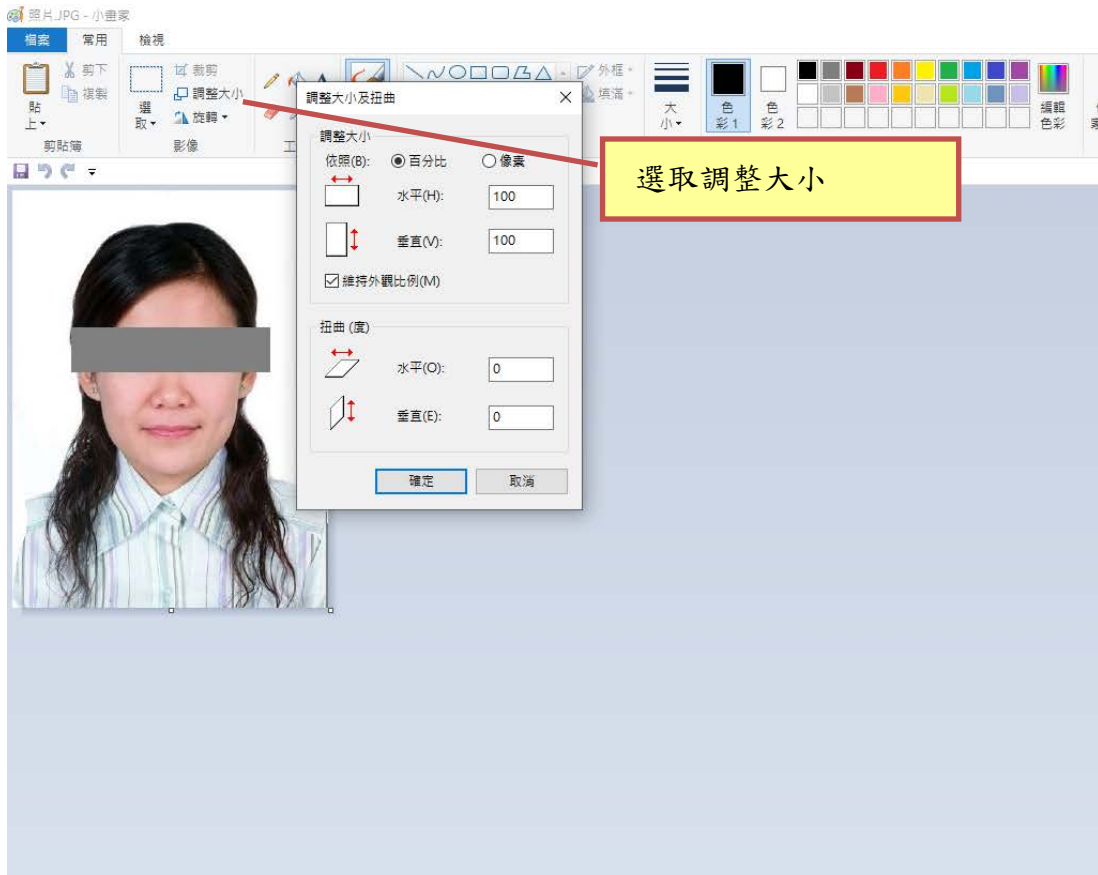 照片.JPG - 小畫家
檔案 常用 檢視
剪下
複製
貼上
剪貼簿
選取
裁剪
調整大小
旋轉
影像
外框
填滿
大小
色彩1
色彩2
編輯色彩
調整大小及扭曲
調整大小
依照(B): 百分比 像素
水平(H): 100
垂直(V): 100
維持外觀比例(M)
扭曲 (度)
水平(O): 0
垂直(E): 0
確定 取消
選取調整大小